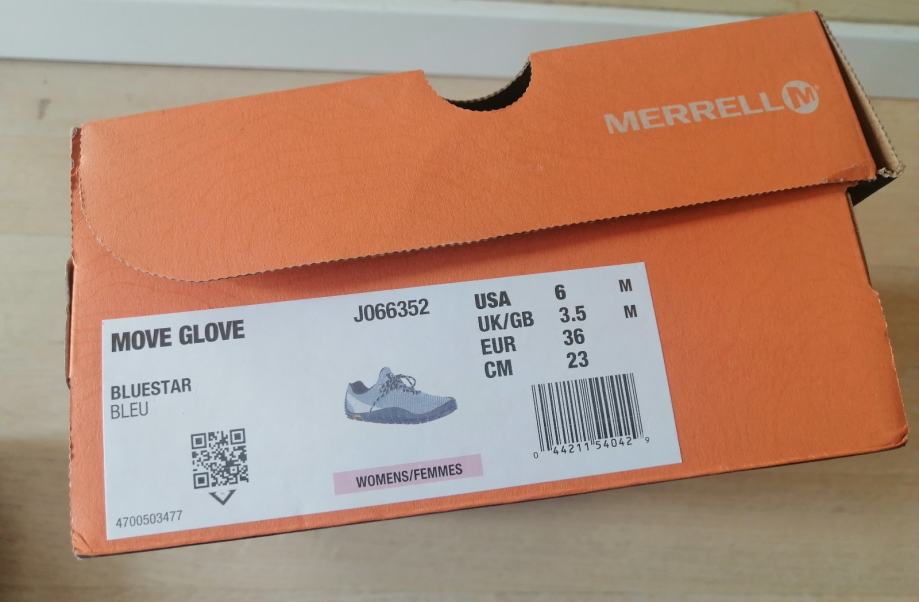 MERRELL
MOVE GLOVE
J066352
USA 6 M
UK/GB 3.5 M
EUR 36
CM 23
BLUESTAR
BLEU
0 44211 54042 9
WOMENS/FEMMES
4700503477